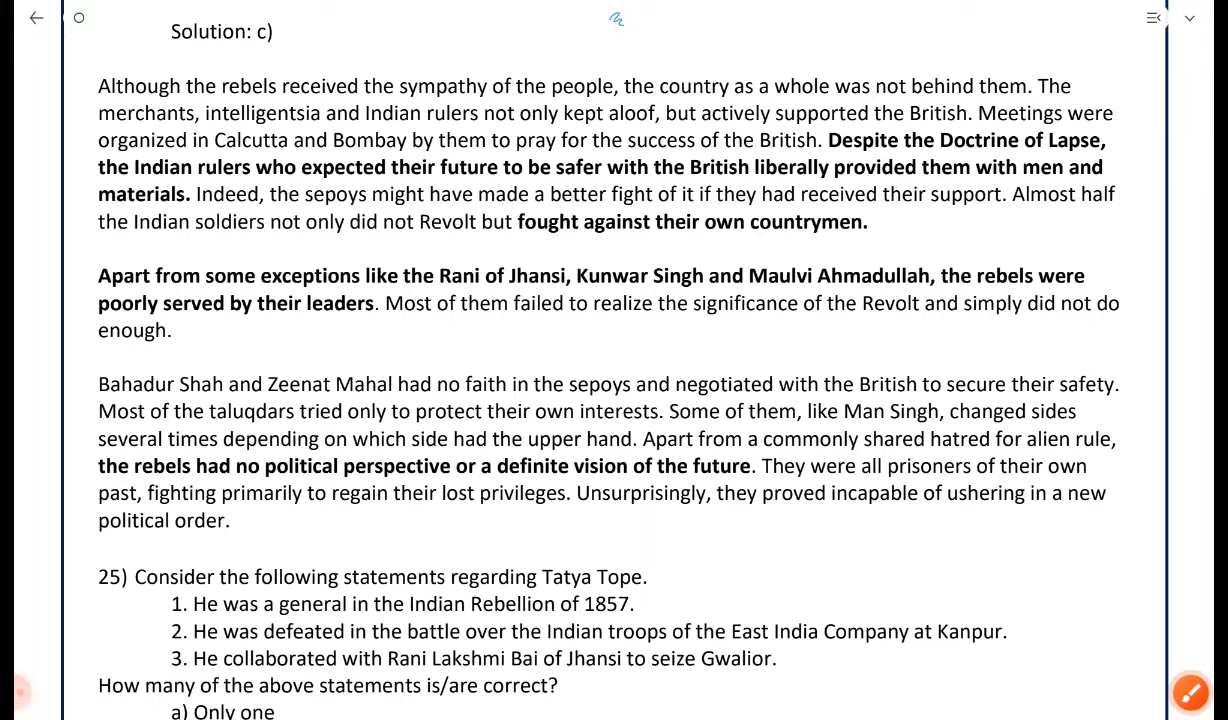 Solution: c)
Although the rebels received the sympathy of the people, the country as a whole was not behind them. The
merchants, intelligentsia and Indian rulers not only kept aloof, but actively supported the British. Meetings were
organized in Calcutta and Bombay by them to pray for the success of the British. Despite the Doctrine of Lapse,
the Indian rulers who expected their future to be safer with the British liberally provided them with men and
materials. Indeed, the sepoys might have made a better fight of it if they had received their support. Almost half
the Indian soldiers not only did not Revolt but fought against their own countrymen.
Apart from some exceptions like the Rani of Jhansi, Kunwar Singh and Maulvi Ahmadullah, the rebels were
poorly served by their leaders. Most of them failed to realize the significance of the Revolt and simply did not do
enough.
Bahadur Shah and Zeenat Mahal had no faith in the sepoys and negotiated with the British to secure their safety.
Most of the taluqdars tried only to protect their own interests. Some of them, like Man Singh, changed sides
several times depending on which side had the upper hand. Apart from a commonly shared hatred for alien rule,
the rebels had no political perspective or a definite vision of the future. They were all prisoners of their own
past, fighting primarily to regain their lost privileges. Unsurprisingly, they proved incapable of ushering in a new
political order.
25) Consider the following statements regarding Tatya Tope.
1. He was a general in the Indian Rebellion of 1857.
2. He was defeated in the battle over the Indian troops of the East India Company at Kanpur.
3. He collaborated with Rani Lakshmi Bai of Jhansi to seize Gwalior.
How many of the above statements is/are correct?
a) Only one